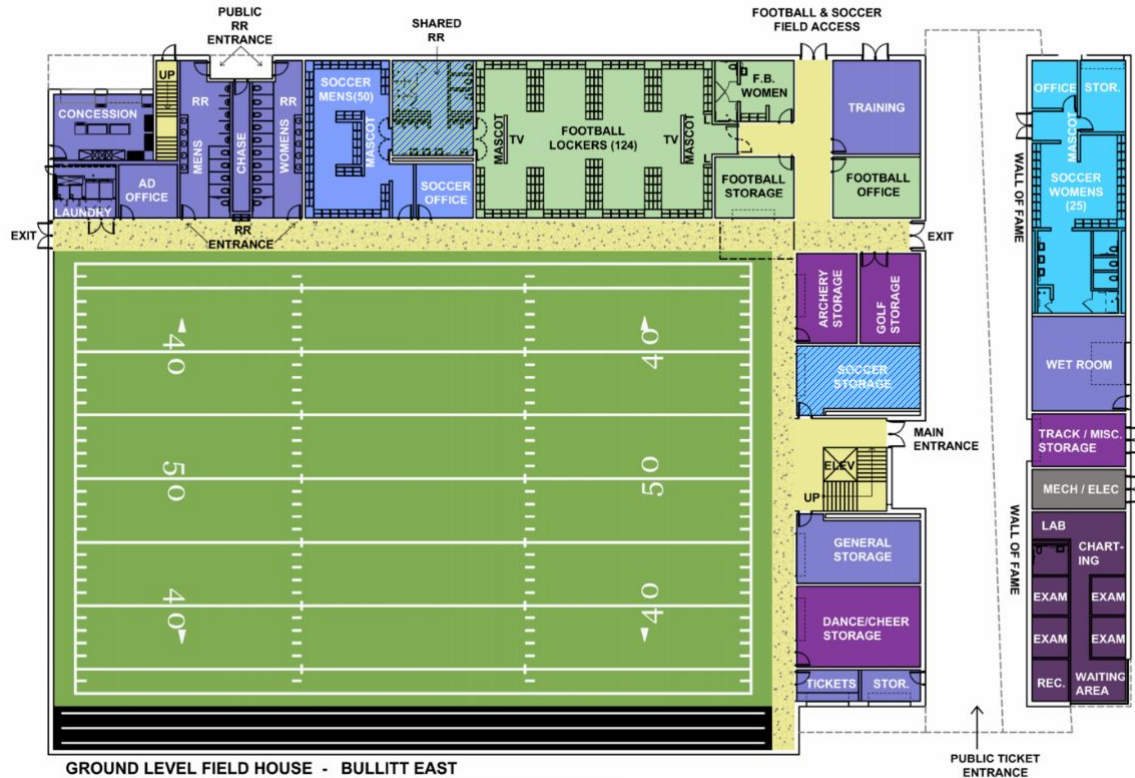 PUBLIC
RR
ENTRANCE
SHARED
RR
FOOTBALL & SOCCER
FIELD ACCESS
UP
CONCESSION
RR
MENS
CHASE
RR
WOMENS
SOCCER
MENS(50)
MASCOT
MASCOT
TV
FOOTBALL
LOCKERS (124)
TV
MASCOT
F.B.
WOMEN
TRAINING
OFFICE
STOR.
MASCOT
WALL OF FAME
SOCCER
WOMENS
(25)
LAUNDRY
AD
OFFICE
SOCCER
OFFICE
FOOTBALL
STORAGE
FOOTBALL
OFFICE
EXIT
RR
ENTRANCE
EXIT
ARCHERY
STORAGE
GOLF
STORAGE
40
40
SOCCER
STORAGE
WET ROOM
MAIN
ENTRANCE
TRACK / MISC.
STORAGE
50
50
ELEV
UP
MECH / ELEC
WALL OF FAME
GENERAL
STORAGE
LAB
CHART-
ING
40
40
DANCE/CHEER
STORAGE
EXAM
EXAM
EXAM
EXAM
TICKETS
STOR.
REC.
WAITING
AREA
PUBLIC TICKET
ENTRANCE
GROUND LEVEL FIELD HOUSE - BULLITT EAST